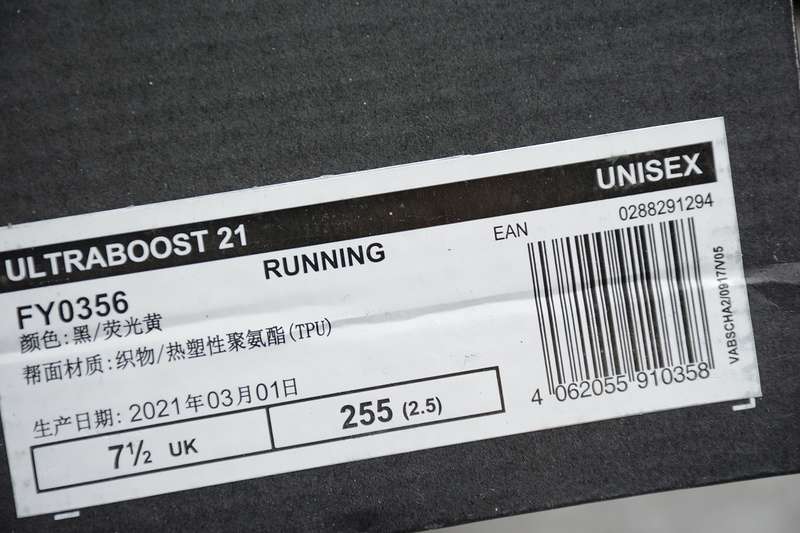 ULTRABOOST 21 UNISEX
FY0356 RUNNING EAN 0288291294
颜色:黑/荧光黄
帮面材质:织物/热塑性聚氨酯(TPU)
生产日期:2021年03月01日
7½ UK 255 (2.5)
4 062055 910358
VABSCHA2/0917/V05